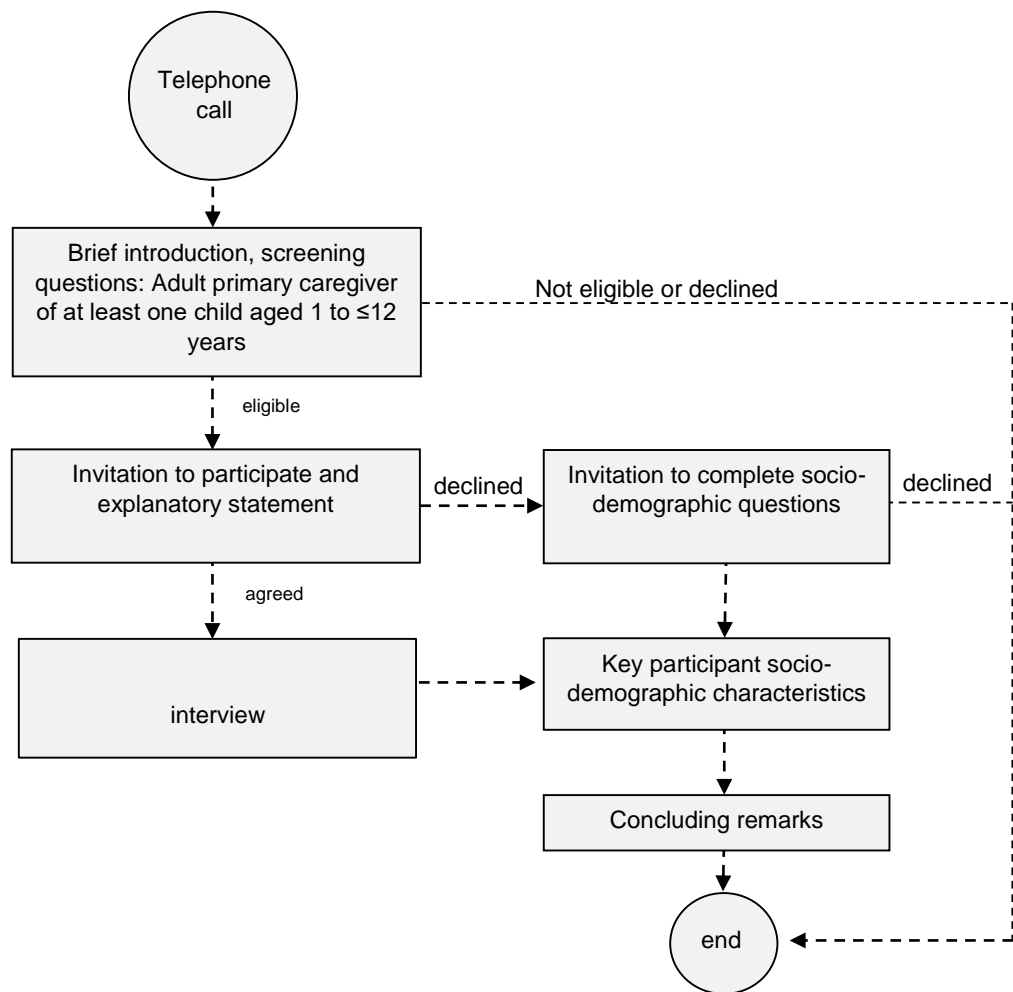 Telephone
call
Brief introduction, screening
questions: Adult primary caregiver
of at least one child aged 1 to ≤12
years
Not eligible or declined
eligible
Invitation to participate and
explanatory statement
declined
Invitation to complete socio-
demographic questions
declined
agreed
interview
Key participant socio-
demographic characteristics
Concluding remarks
end